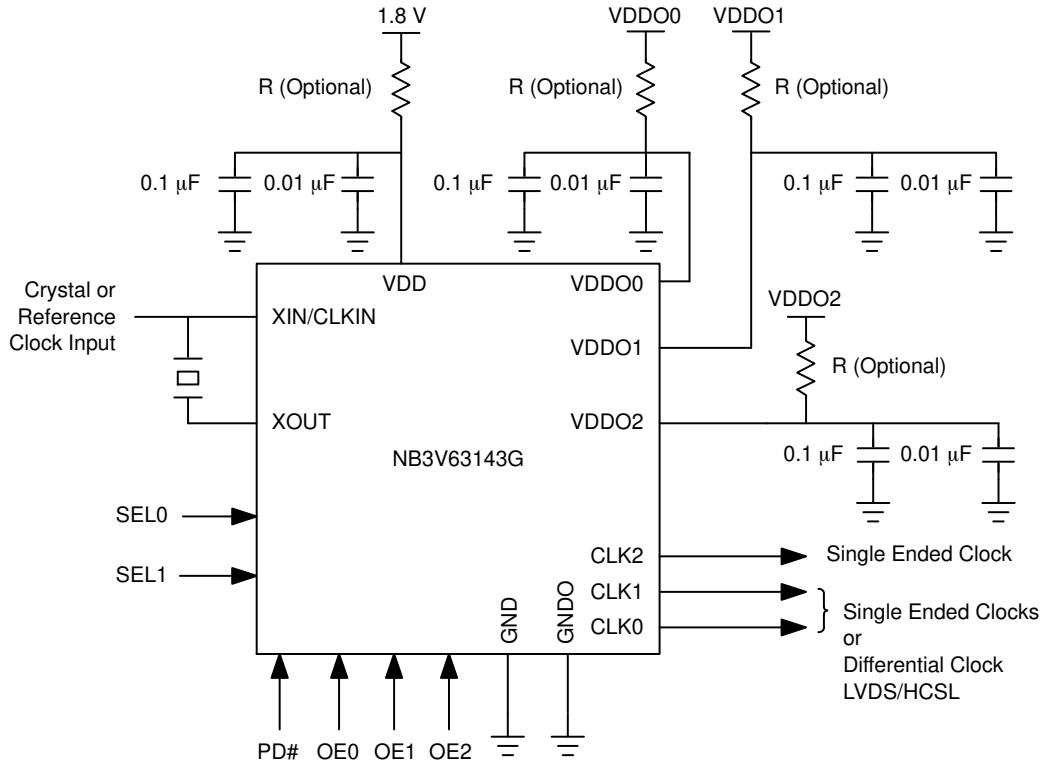 1.8 V
VDDO0
VDDO1
R (Optional)
R (Optional)
R (Optional)
0.1 μF
0.01 μF
0.1 μF
0.01 μF
0.1 μF
0.01 μF
Crystal or
Reference
Clock Input
VDD
VDDO0
XIN/CLKIN
VDDO1
VDDO2
R (Optional)
XOUT
VDDO2
NB3V63143G
0.1 μF
0.01 μF
SEL0
SEL1
CLK2
Single Ended Clock
CLK1
CLK0
Single Ended Clocks
or
Differential Clock
LVDS/HCSL
GND
GNDO
PD#
OE0
OE1
OE2